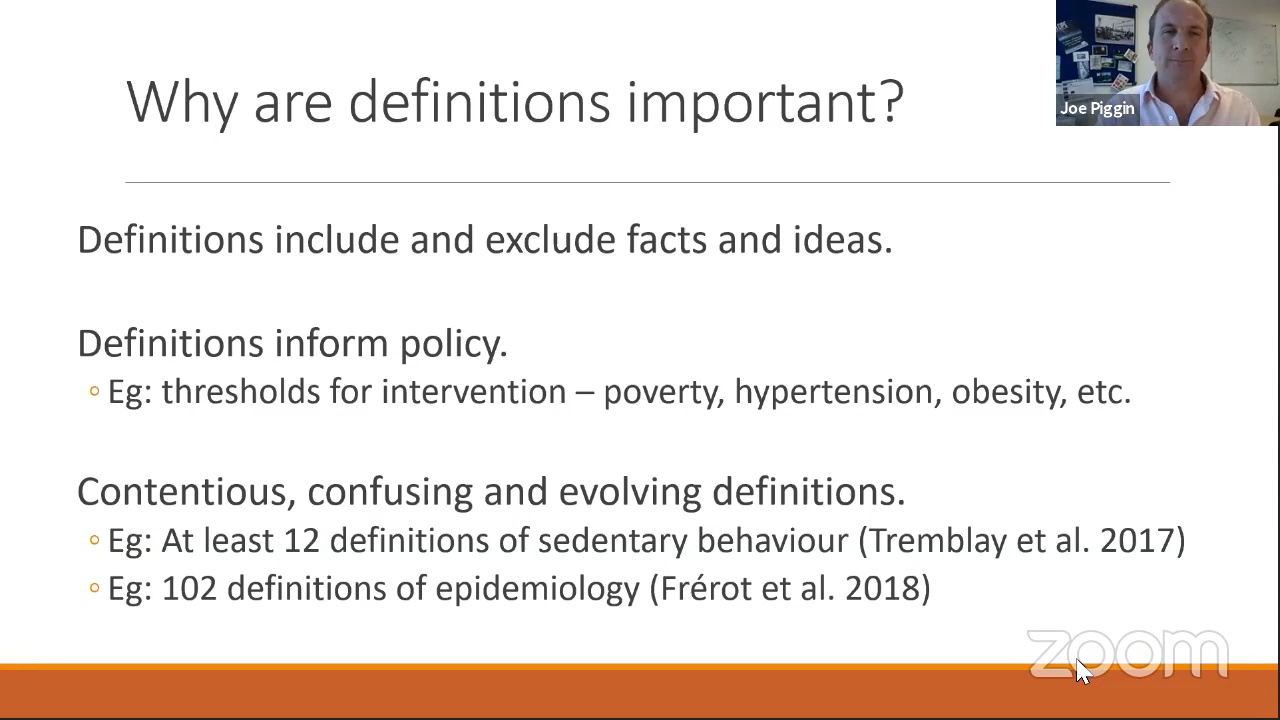 Why are definitions important?
Joe Piggin
Definitions include and exclude facts and ideas.
Definitions inform policy.
◦ Eg: thresholds for intervention – poverty, hypertension, obesity, etc.
Contentious, confusing and evolving definitions.
◦ Eg: At least 12 definitions of sedentary behaviour (Tremblay et al. 2017)
◦ Eg: 102 definitions of epidemiology (Frérot et al. 2018)
zoom